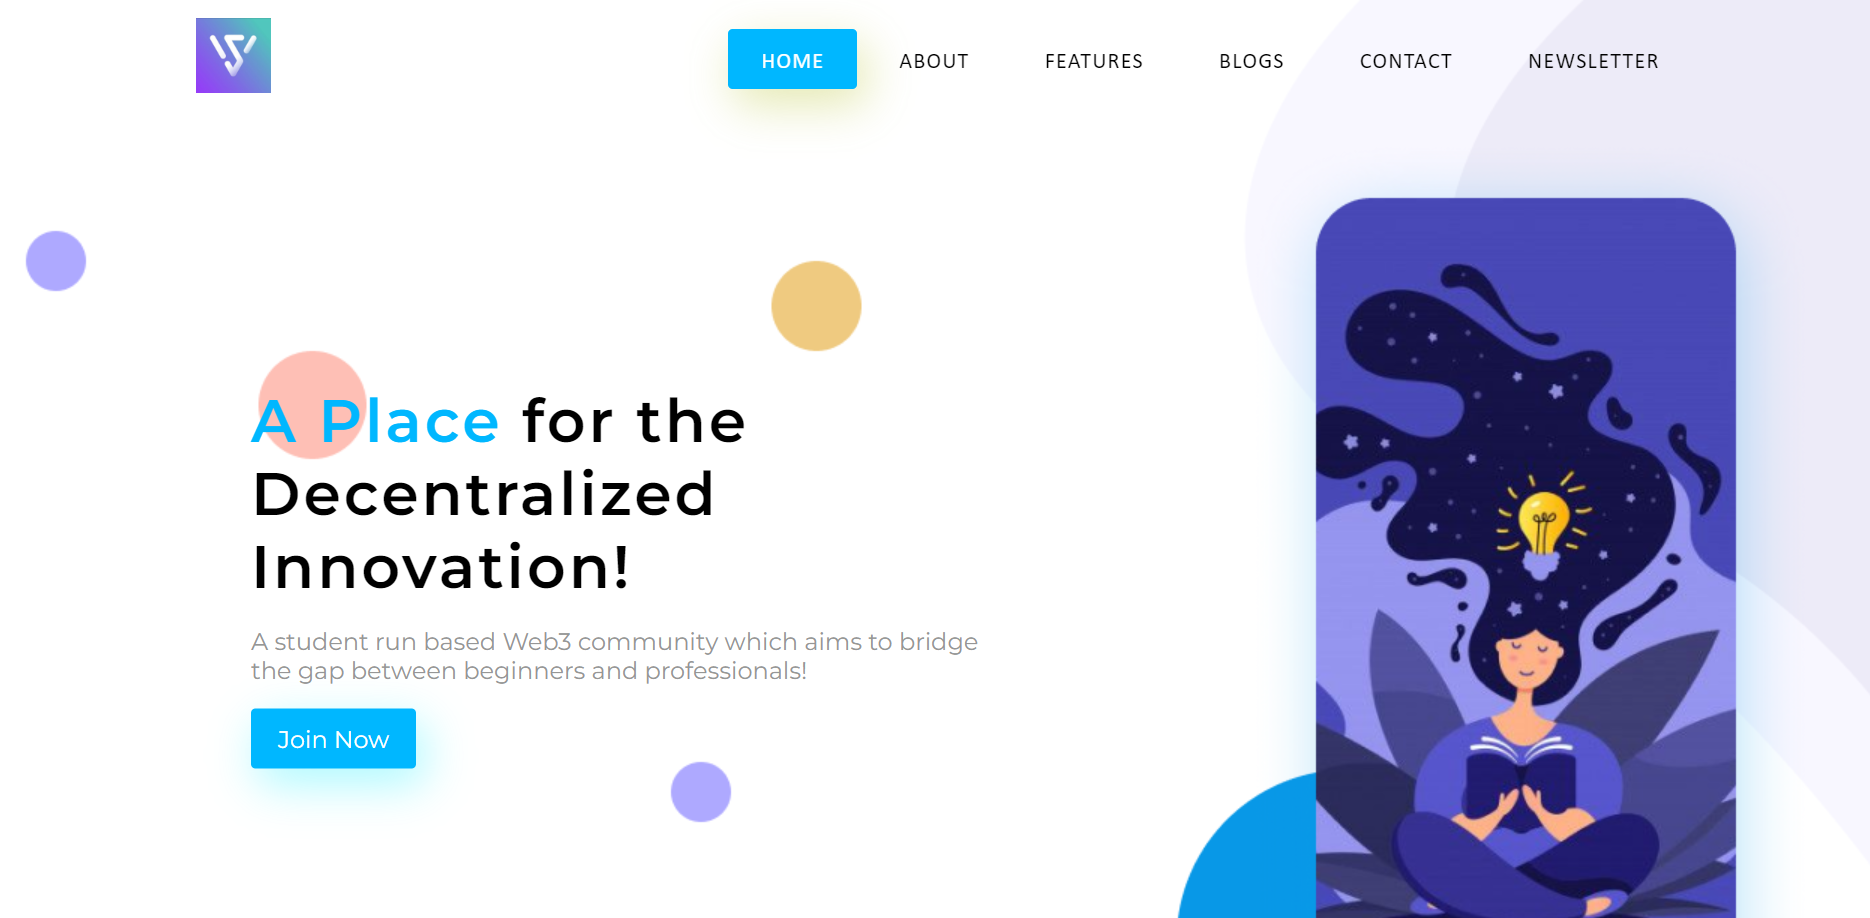 HOME ABOUT FEATURES BLOGS CONTACT NEWSLETTER
A Place for the
Decentralized
Innovation!
A student run based Web3 community which aims to bridge
the gap between beginners and professionals!
Join Now